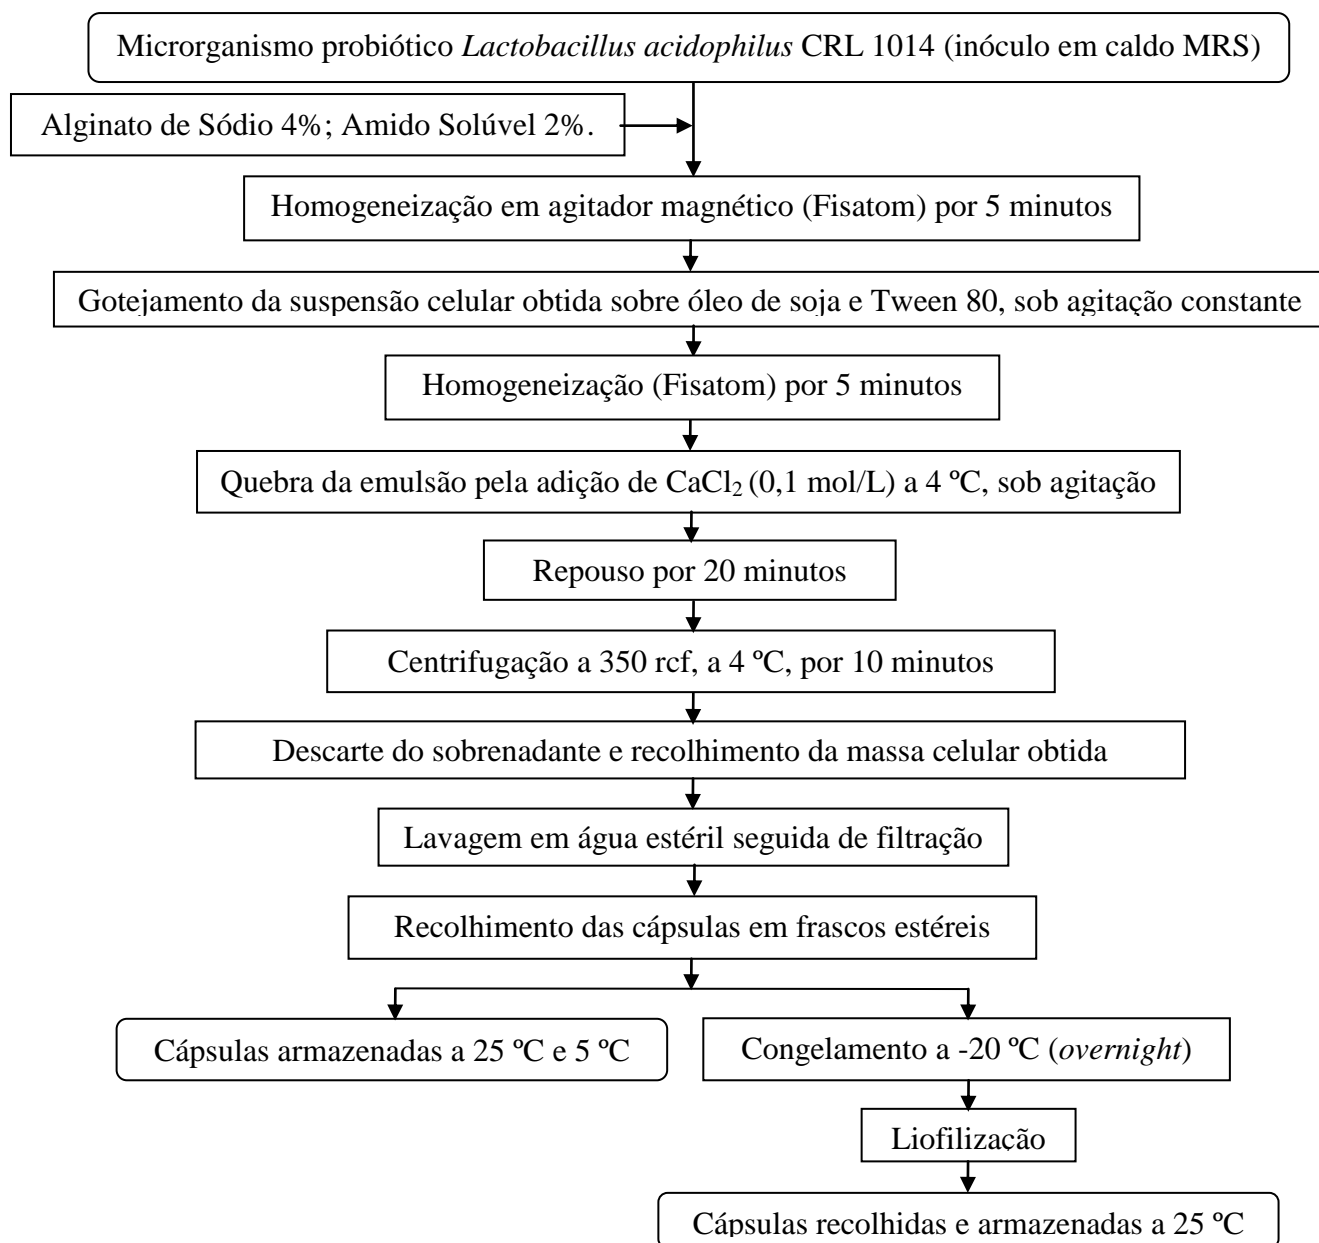 Microrganismo probiótico Lactobacillus acidophilus CRL 1014 (inóculo em caldo MRS)
Alginato de Sódio 4%; Amido Solúvel 2%.
Homogeneização em agitador magnético (Fisatom) por 5 minutos
Gotejamento da suspensão celular obtida sobre óleo de soja e Tween 80, sob agitação constante
Homogeneização (Fisatom) por 5 minutos
Quebra da emulsão pela adição de CaCl₂ (0,1 mol/L) a 4 ºC, sob agitação
Repouso por 20 minutos
Centrifugação a 350 rcf, a 4 ºC, por 10 minutos
Descarte do sobrenadante e recolhimento da massa celular obtida
Lavagem em água estéril seguida de filtração
Recolhimento das cápsulas em frascos estéreis
Cápsulas armazenadas a 25 ºC e 5 ºC
Congelamento a -20 ºC (overnight)
Liofilização
Cápsulas recolhidas e armazenadas a 25 ºC